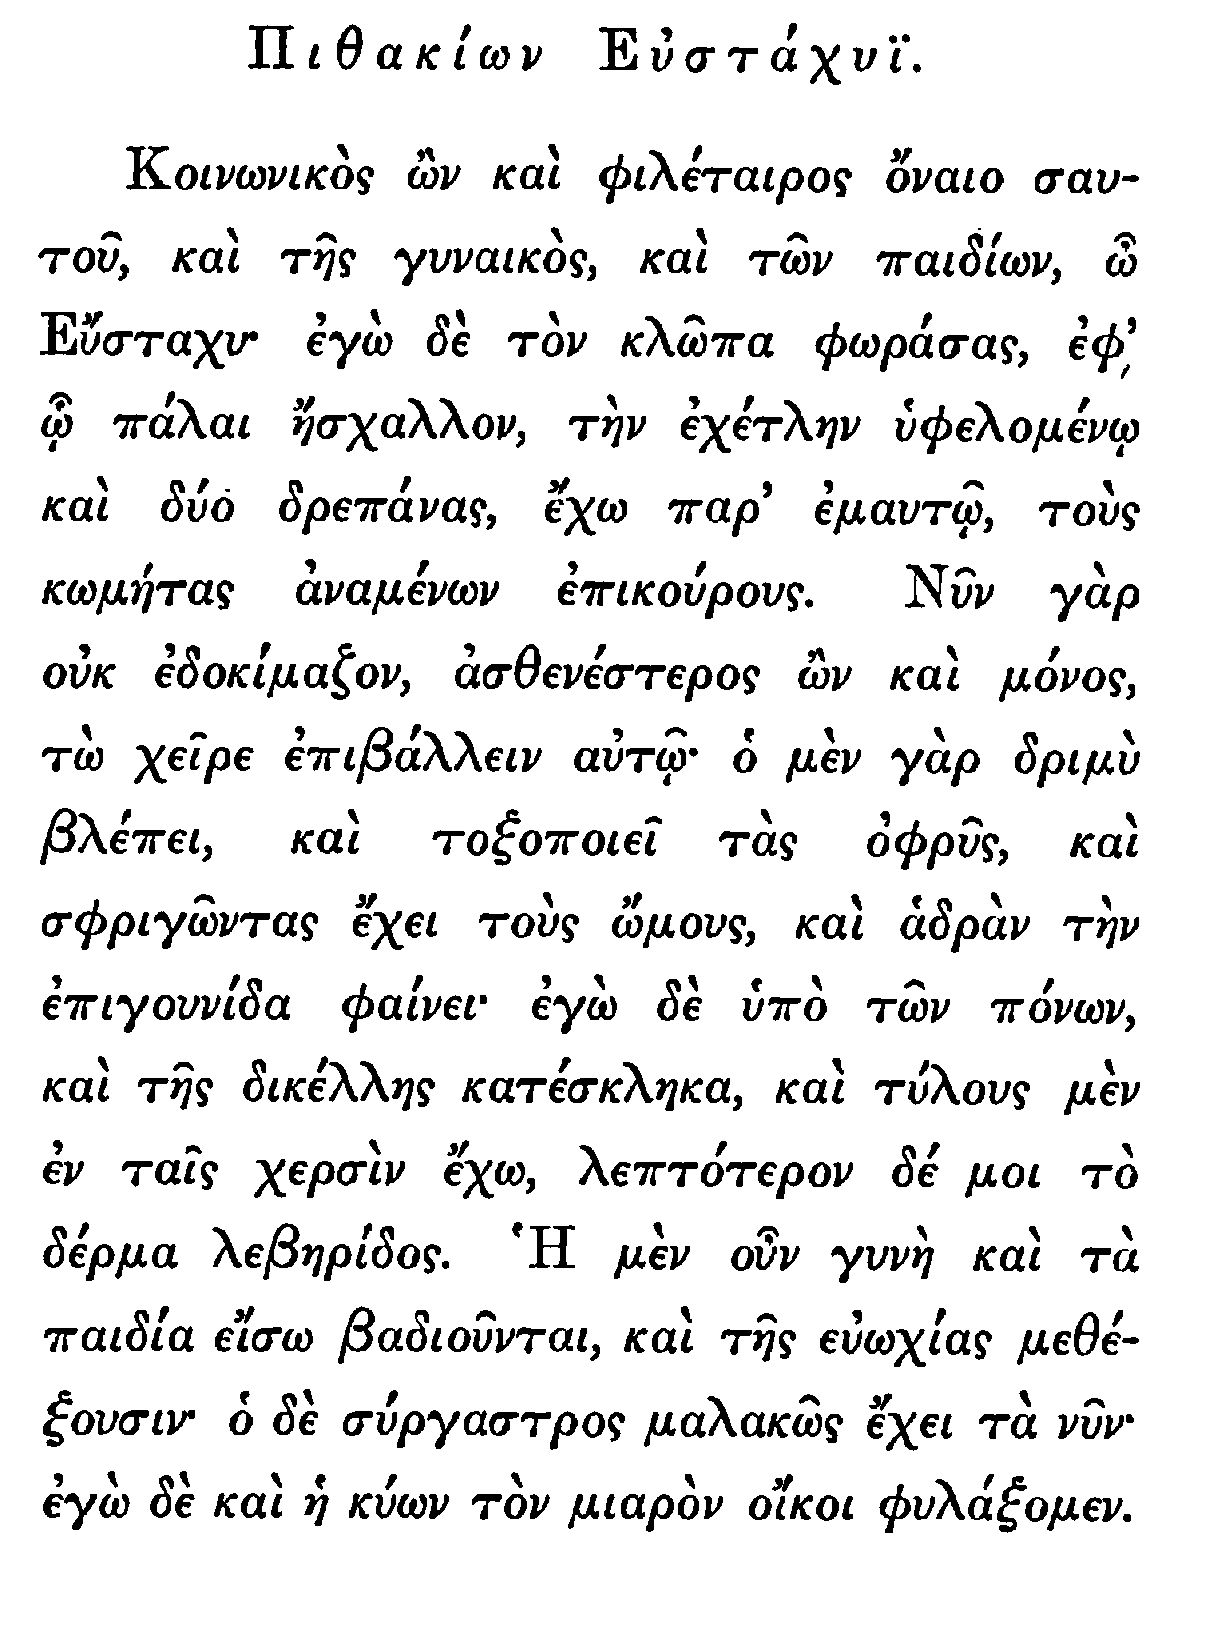 Πιθακίων Εὐστάχυϊ.
Κοινωνικὸς ὢν καὶ φιλέταιρος ὄναιο σαυ-
τοῦ, καὶ τῆς γυναικὸς, καὶ τῶν παιδίων, ὦ
Εὔσταχυ· ἐγὼ δὲ τὸν κλῶπα φωράσας, ἐφ’
ᾧ πάλαι ἤσχαλλον, τὴν ἐχέτλην ὑφελομένῳ
καὶ δύο δρεπάνας, ἔχω παρ’ ἐμαυτῷ, τοὺς
κωμήτας ἀναμένων ἐπικούρους. Νῦν γὰρ
οὐκ ἐδοκίμαζον, ἀσθενέστερος ὢν καὶ μόνος,
τὼ χεῖρε ἐπιβάλλειν αὐτῷ· ὁ μὲν γὰρ δριμὺ
βλέπει, καὶ τοξοποιεῖ τὰς ὀφρῦς, καὶ
σφριγῶντας ἔχει τοὺς ὤμους, καὶ ἁδρὰν τὴν
ἐπιγουνίδα φαίνει· ἐγὼ δὲ ὑπὸ τῶν πόνων,
καὶ τῆς δικέλλης κατέσκληκα, καὶ τύλους μὲν
ἐν ταῖς χερσὶν ἔχω, λεπτότερον δέ μοι τὸ
δέρμα λεβηρίδος. Ἡ μὲν οὖν γυνὴ καὶ τὰ
παιδία εἴσω βαδιοῦνται, καὶ τῆς εὐωχίας μεθέ-
ξουσιν· ὁ δὲ σύργαστρος μαλακῶς ἔχει τὰ νῦν·
ἐγὼ δὲ καὶ ἡ κύων τὸν μιαρὸν οἴκοι φυλάξομεν.